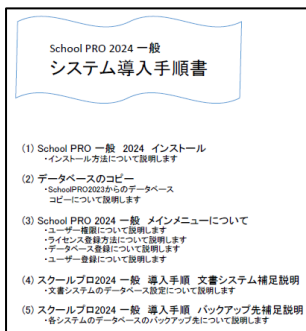 School PRO 2024 一般
システム導入手順書
(1) School PRO 一般 2024 インストール
・インストール方法について説明します
(2) データベースのコピー
・SchoolPRO2023からのデータベース
コピーについて説明します
(3) School PRO 2024 一般 メインメニューについて
・ユーザー権限について説明します
・ライセンス登録方法について説明します
・データベース登録について説明します
・ユーザー登録について説明します
(4) スクールプロ2024 一般 導入手順 文書システム補足説明
・文書システムのデータベース設定について説明します
(5) スクールプロ2024 一般 導入手順 バックアップ先補足説明
・各システムのデータベースのバックアップ先について説明します